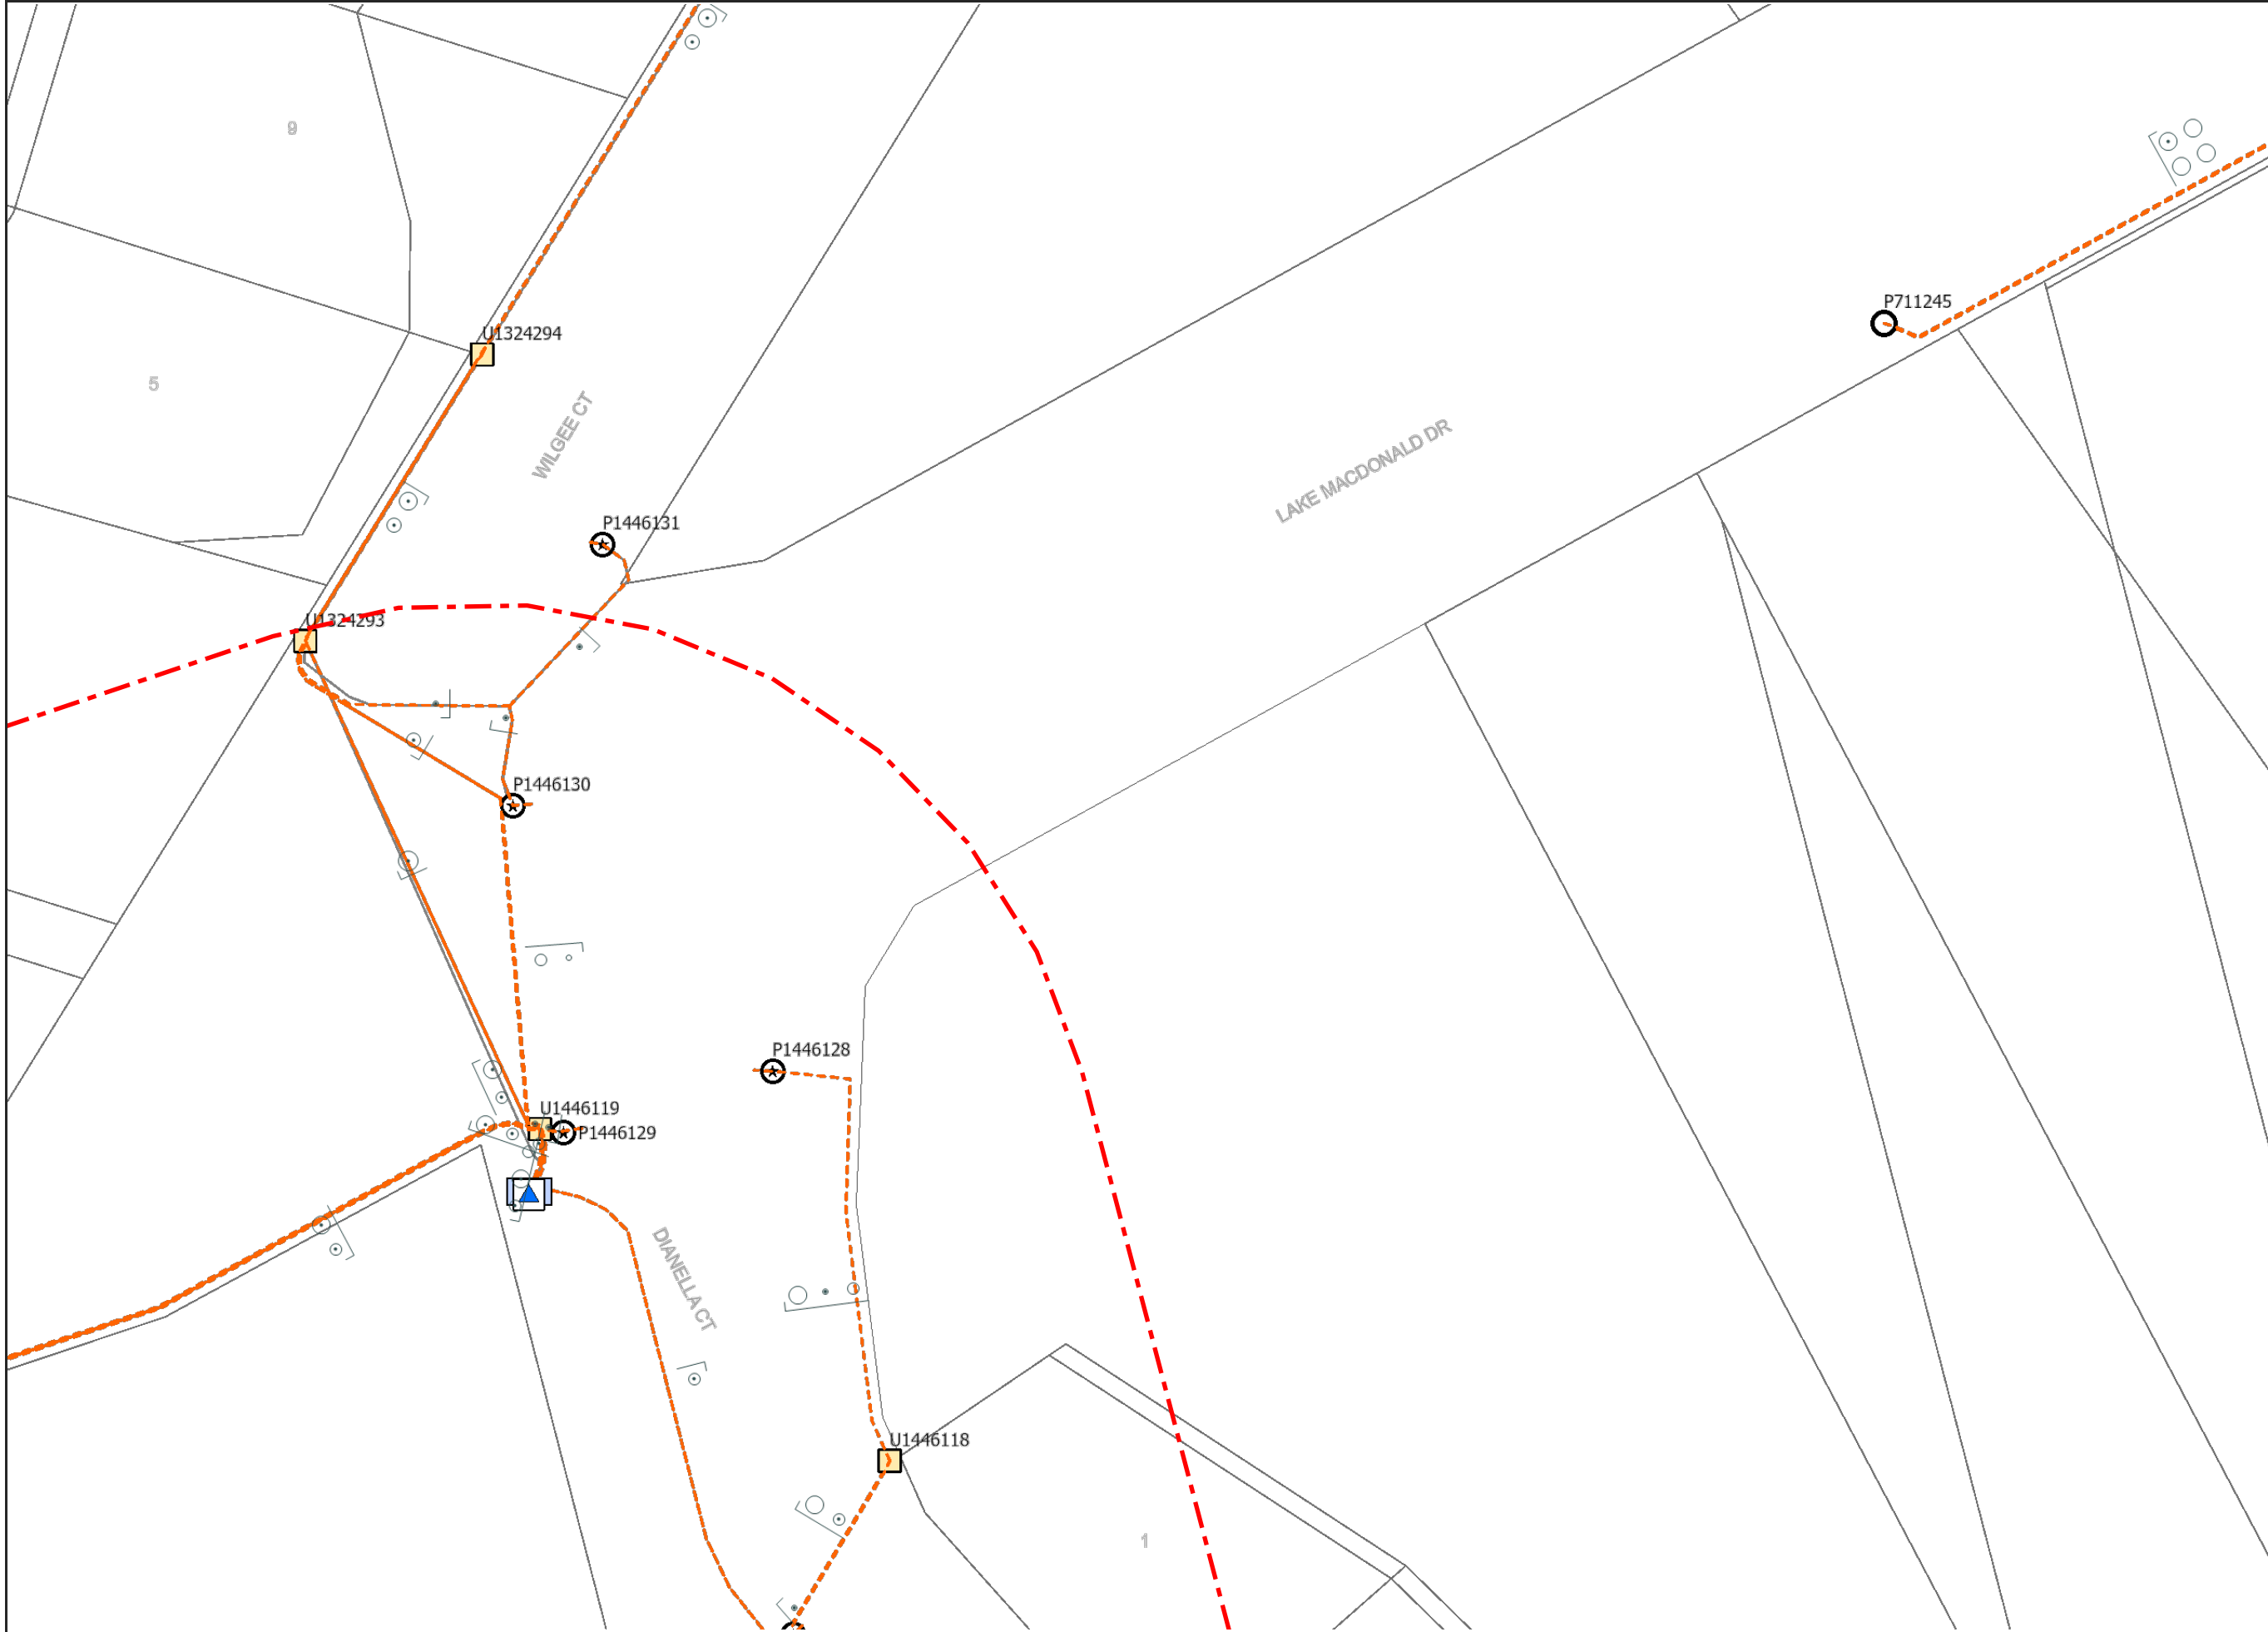 9
P711245
U1324294
5
WILGEE CT
LAKE MACDONALD DR
P1446131
U1324293
P1446130
P1446128
U1446119
P1446129
DIANELLA CT
U1446118
1